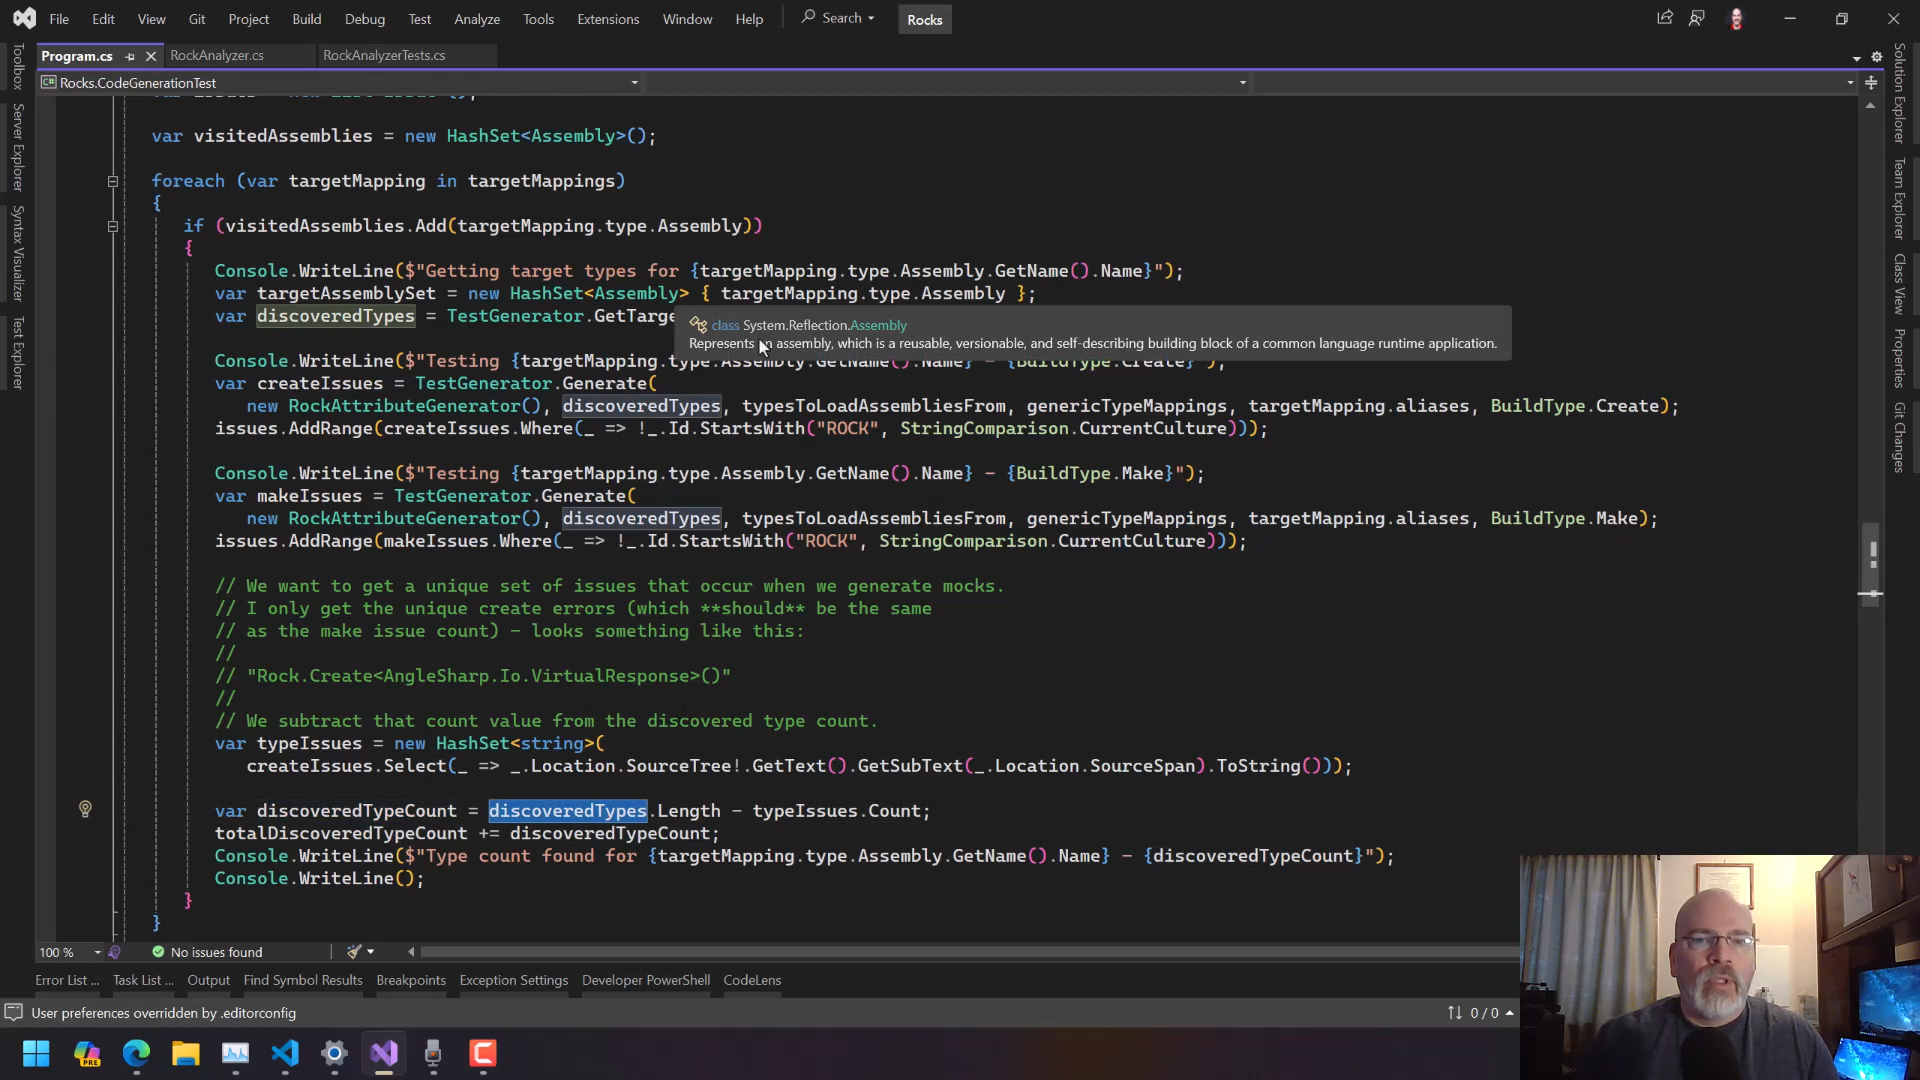 File Edit View Git Project Build Debug Test Analyze Tools Extensions Window Help Search Rocks
Program.cs RockAnalyzer.cs RockAnalyzerTests.cs
C# Rocks.CodeGenerationTest
var visitedAssemblies = new HashSet<Assembly>();
foreach (var targetMapping in targetMappings)
{
if (visitedAssemblies.Add(targetMapping.type.Assembly))
{
Console.WriteLine($"Getting target types for {targetMapping.type.Assembly.GetName().Name}");
var targetAssemblySet = new HashSet<Assembly> { targetMapping.type.Assembly };
var discoveredTypes = TestGenerator.GetTarge
class System.Reflection.Assembly
Represents an assembly, which is a reusable, versionable, and self-describing building block of a common language runtime application.
Console.WriteLine($"Testing {targetMapping.type.Assembly.GetName().Name} - {BuildType.Create}");
var createIssues = TestGenerator.Generate(
new RockAttributeGenerator(), discoveredTypes, typesToLoadAssembliesFrom, genericTypeMappings, targetMapping.aliases, BuildType.Create);
issues.AddRange(createIssues.Where(_ => !_.Id.StartsWith("ROCK", StringComparison.CurrentCulture)));
Console.WriteLine($"Testing {targetMapping.type.Assembly.GetName().Name} - {BuildType.Make}");
var makeIssues = TestGenerator.Generate(
new RockAttributeGenerator(), discoveredTypes, typesToLoadAssembliesFrom, genericTypeMappings, targetMapping.aliases, BuildType.Make);
issues.AddRange(makeIssues.Where(_ => !_.Id.StartsWith("ROCK", StringComparison.CurrentCulture)));
// We want to get a unique set of issues that occur when we generate mocks.
// I only get the unique create errors (which **should** be the same
// as the make issue count) - looks something like this:
//
// "Rock.Create<AngleSharp.Io.VirtualResponse>()"
//
// We subtract that count value from the discovered type count.
var typeIssues = new HashSet<string>(
createIssues.Select(_ => _.Location.SourceTree!.GetText().GetSubText(_.Location.SourceSpan).ToString()));
var discoveredTypeCount = discoveredTypes.Length - typeIssues.Count;
totalDiscoveredTypeCount += discoveredTypeCount;
Console.WriteLine($"Type count found for {targetMapping.type.Assembly.GetName().Name} - {discoveredTypeCount}");
Console.WriteLine();
}
}
100 % No issues found
Error List ... Task List ... Output Find Symbol Results Breakpoints Exception Settings Developer PowerShell CodeLens
User preferences overridden by .editorconfig 0 / 0
Toolbox
Server Explorer
Syntax Visualizer
Test Explorer
Solution Explorer
Team Explorer
Class View
Properties
Git Changes
PRE